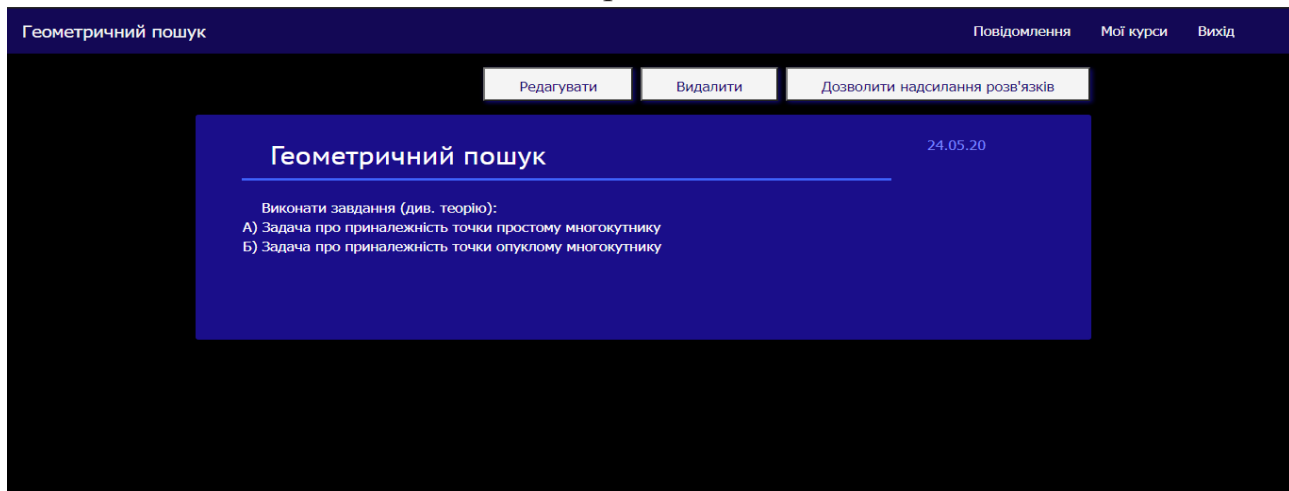 Геометричний пошук
Повідомлення Мої курси Вихід
Редагувати Видалити Дозволити надсилання розв'язків
Геометричний пошук
24.05.20
Виконати завдання (див. теорію):
А) Задача про приналежність точки простому многокутнику
Б) Задача про приналежність точки опуклому многокутнику